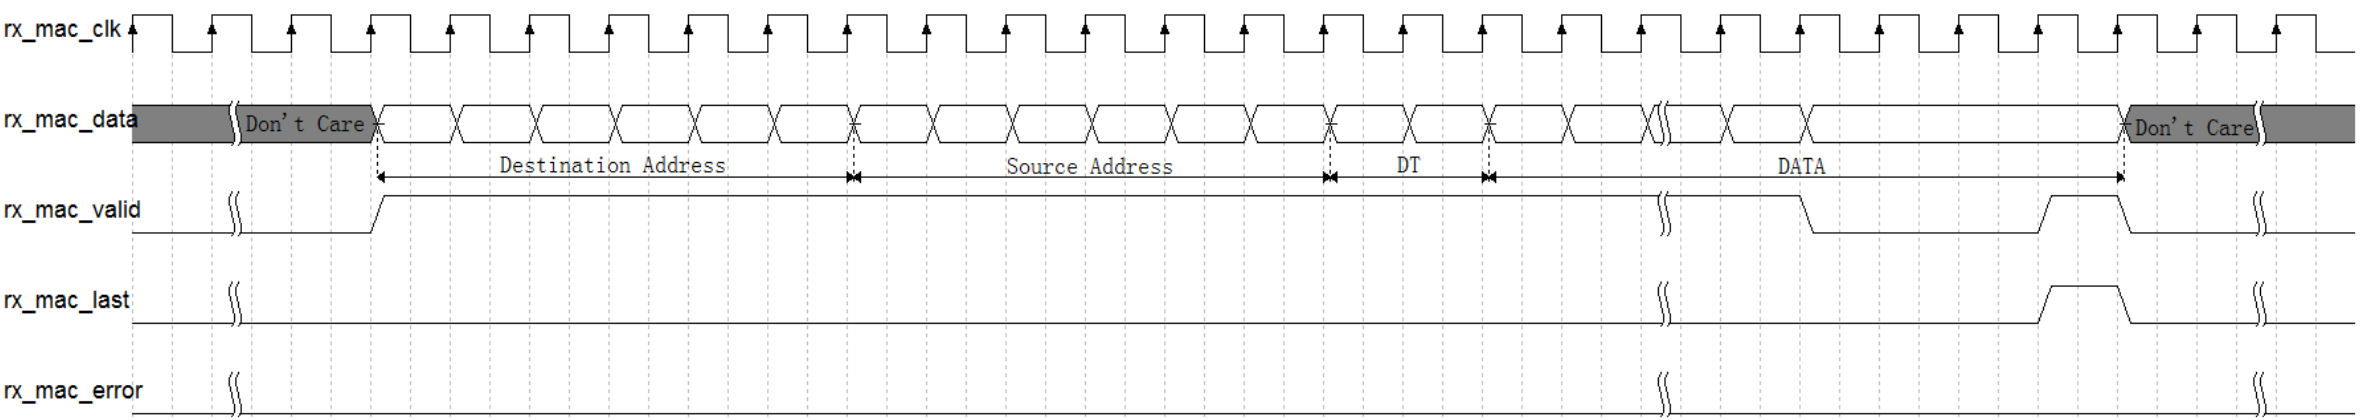 rx_mac_clk
rx_mac_data
Don't Care
Don't Care
Destination Address
Source Address
DT
DATA
rx_mac_valid
rx_mac_last
rx_mac_error